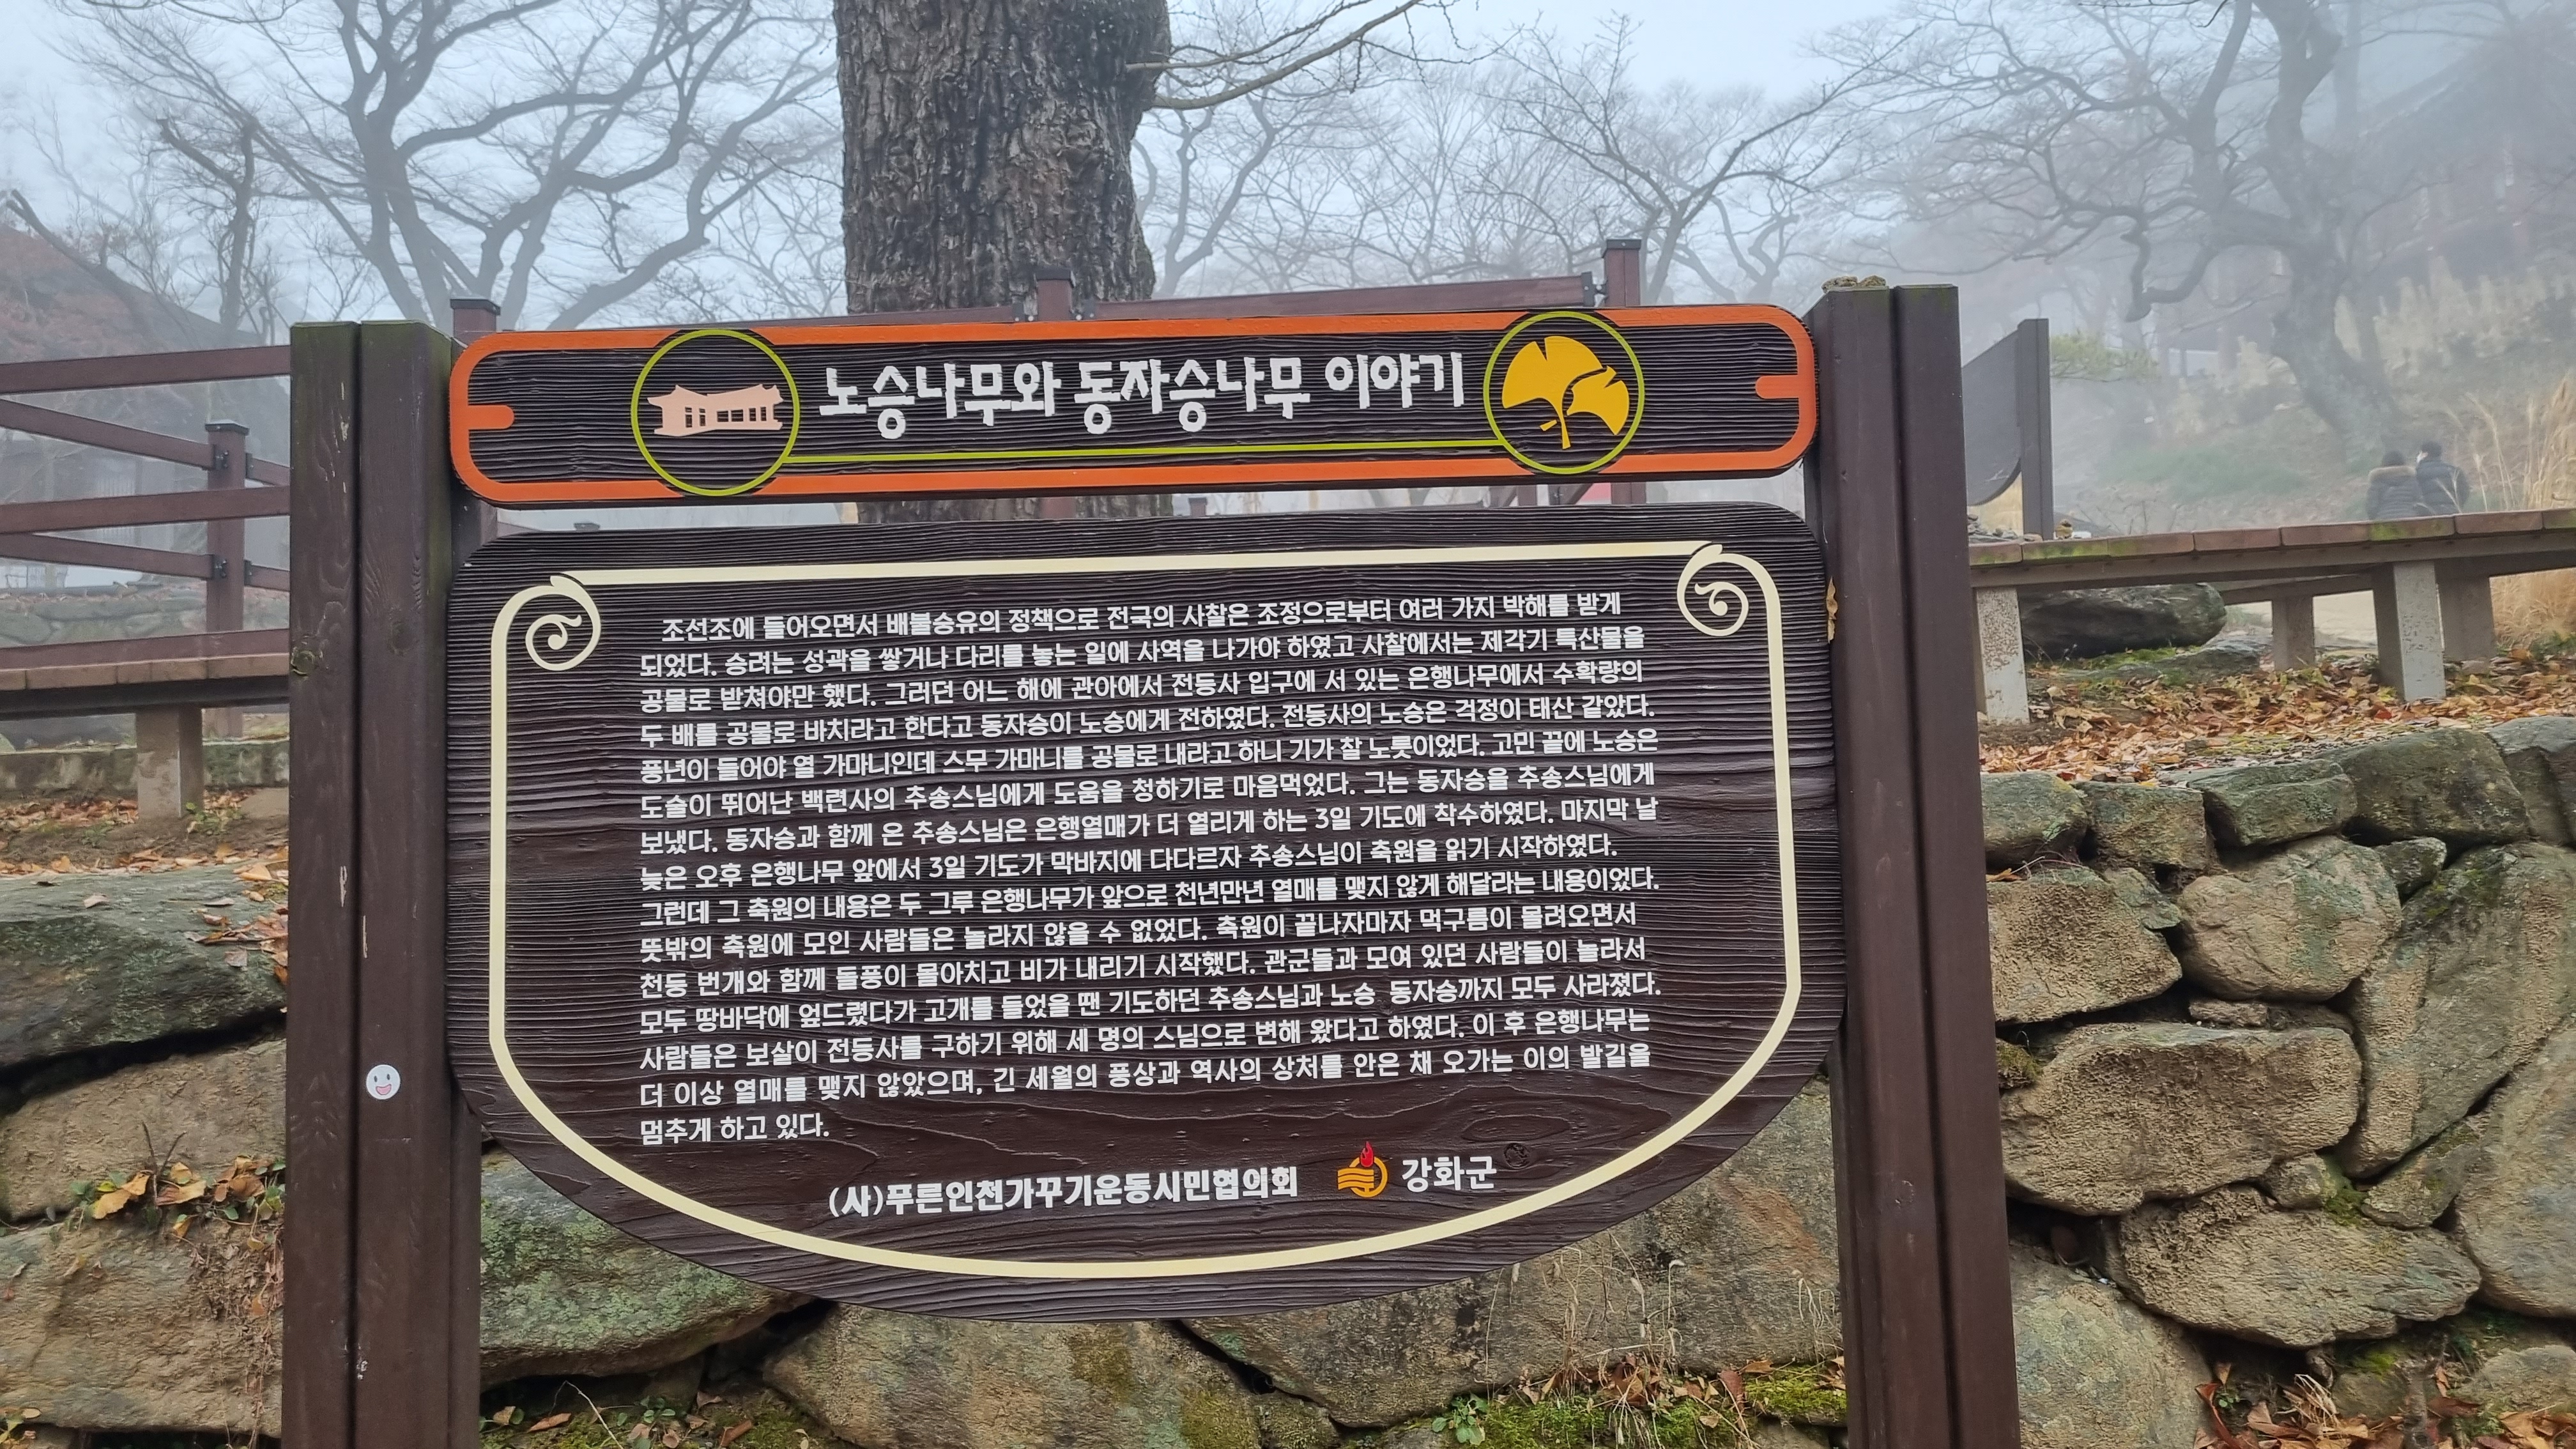 노승나무와 동자승나무 이야기
조선조에 들어오면서 배불숭유의 정책으로 전국의 사찰은 조정으로부터 여러 가지 박해를 받게
되었다. 승려는 성곽을 쌓거나 다리를 놓는 일에 사역을 나가야 하였고 사찰에서는 제각기 특산물을
공물로 받쳐야만 했다. 그러던 어느 해에 관아에서 전등사 입구에 서 있는 은행나무에서 수확량의
두 배를 공물로 바치라고 한다고 동자승이 노승에게 전하였다. 전등사의 노승은 걱정이 태산 같았다.
풍년이 들어야 열 가마니인데 스무 가마니를 공물로 내라고 하니 기가 찰 노릇이었다. 고민 끝에 노승은
도술이 뛰어난 백련사의 추송스님에게 도움을 청하기로 마음먹었다. 그는 동자승을 추송스님에게
보냈다. 동자승과 함께 온 추송스님은 은행열매가 더 열리게 하는 3일 기도에 착수하였다. 마지막 날
늦은 오후 은행나무 앞에서 3일 기도가 막바지에 다다르자 추송스님이 축원을 읽기 시작하였다.
그런데 그 축원의 내용은 두 그루 은행나무가 앞으로 천년만년 열매를 맺지 않게 해달라는 내용이었다.
뜻밖의 축원에 모인 사람들은 놀라지 않을 수 없었다. 축원이 끝나자마자 먹구름이 몰려오면서
천둥 번개와 함께 돌풍이 몰아치고 비가 내리기 시작했다. 관군들과 모여 있던 사람들이 놀라서
모두 땅바닥에 엎드렸다가 고개를 들었을 땐 기도하던 추송스님과 노승 동자승까지 모두 사라졌다.
사람들은 보살이 전등사를 구하기 위해 세 명의 스님으로 변해 왔다고 하였다. 이 후 은행나무는
더 이상 열매를 맺지 않았으며, 긴 세월의 풍상과 역사의 상처를 안은 채 오가는 이의 발길을
멈추게 하고 있다.
(사)푸른인천가꾸기운동시민협의회 강화군